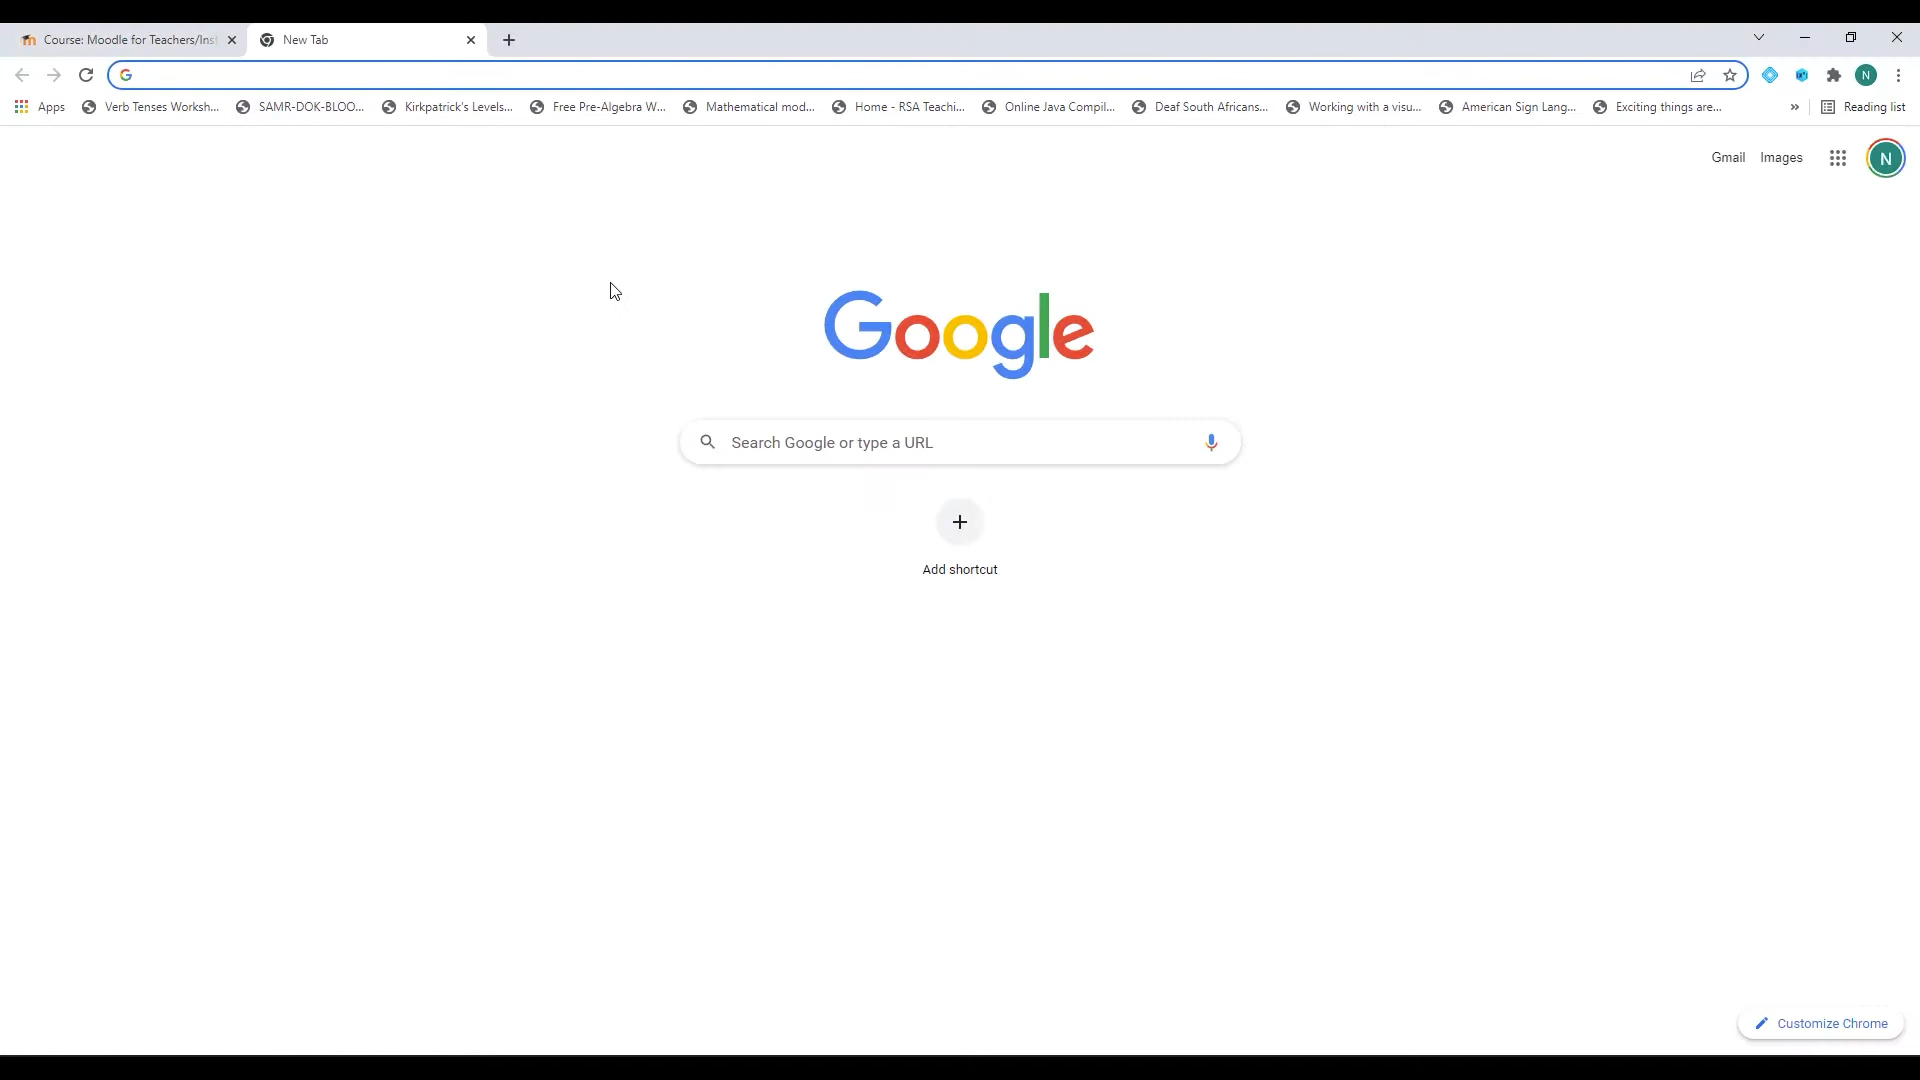 Course: Moodle for Teachers/Inst
New Tab
Apps
Verb Tenses Worksh...
SAMR-DOK-BLOO...
Kirkpatrick's Levels...
Free Pre-Algebra W...
Mathematical mod...
Home - RSA Teachi...
Online Java Compil...
Deaf South Africans...
Working with a visu...
American Sign Lang...
Exciting things are...
Reading list
Gmail Images
N
N
Google
Search Google or type a URL
Add shortcut
Customize Chrome